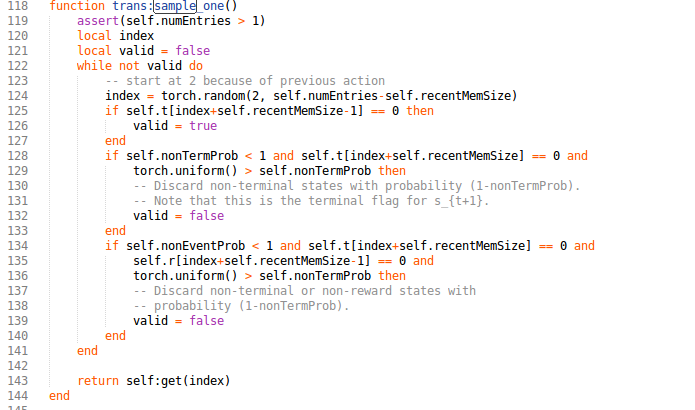 118 function trans:sample_one()
119     assert(self.numEntries > 1)
120     local index
121     local valid = false
122     while not valid do
123         -- start at 2 because of previous action
124         index = torch.random(2, self.numEntries-self.recentMemSize)
125         if self.t[index+self.recentMemSize-1] == 0 then
126             valid = true
127         end
128         if self.nonTermProb < 1 and self.t[index+self.recentMemSize] == 0 and
129             torch.uniform() > self.nonTermProb then
130             -- Discard non-terminal states with probability (1-nonTermProb).
131             -- Note that this is the terminal flag for s_{t+1}.
132             valid = false
133         end
134         if self.nonEventProb < 1 and self.t[index+self.recentMemSize] == 0 and
135             self.r[index+self.recentMemSize-1] == 0 and
136             torch.uniform() > self.nonTermProb then
137             -- Discard non-terminal or non-reward states with
138             -- probability (1-nonTermProb).
139             valid = false
140         end
141     end
142
143     return self:get(index)
144 end